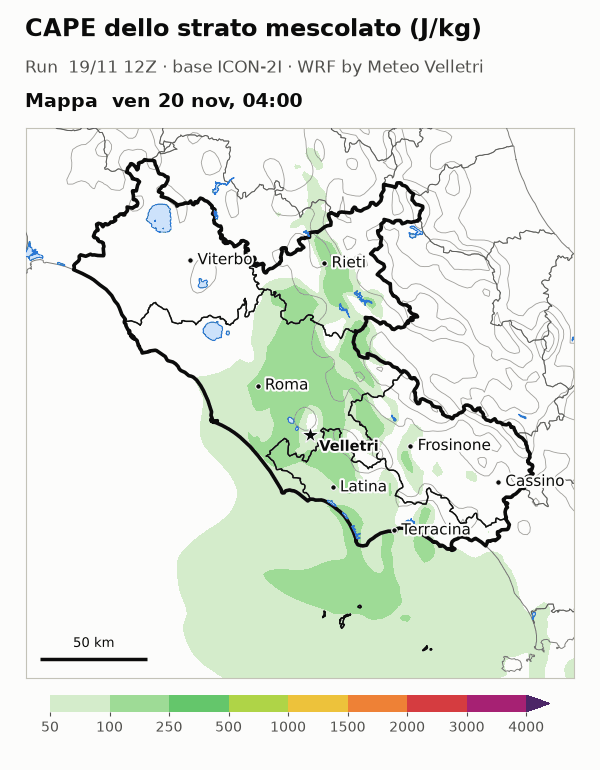 CAPE dello strato mescolato (J/kg)
Run  19/11 12Z · base ICON-2I · WRF by Meteo Velletri
Mappa  ven 20 nov, 04:00
Viterbo
Rieti
Roma
Velletri
Frosinone
Latina
Cassino
Terracina
50 km
50 100 250 500 1000 1500 2000 3000 4000